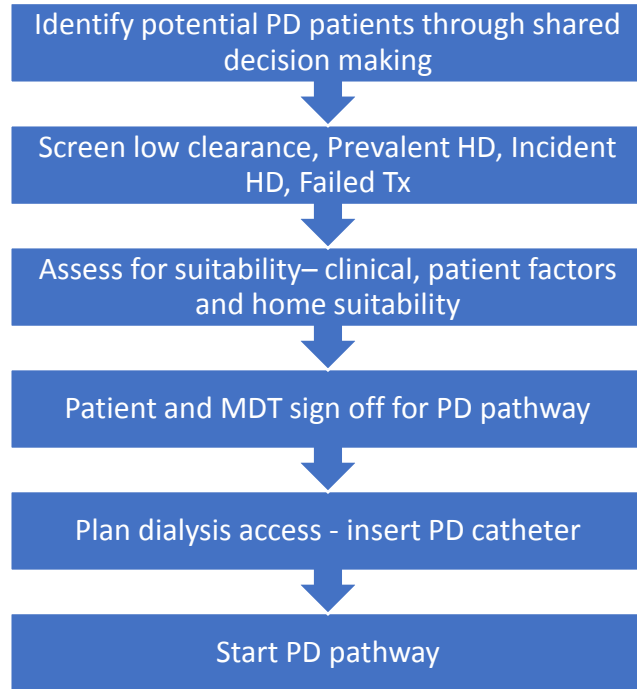 Identify potential PD patients through shared
decision making
Screen low clearance, Prevalent HD, Incident
HD, Failed Tx
Assess for suitability– clinical, patient factors
and home suitability
Patient and MDT sign off for PD pathway
Plan dialysis access - insert PD catheter
Start PD pathway